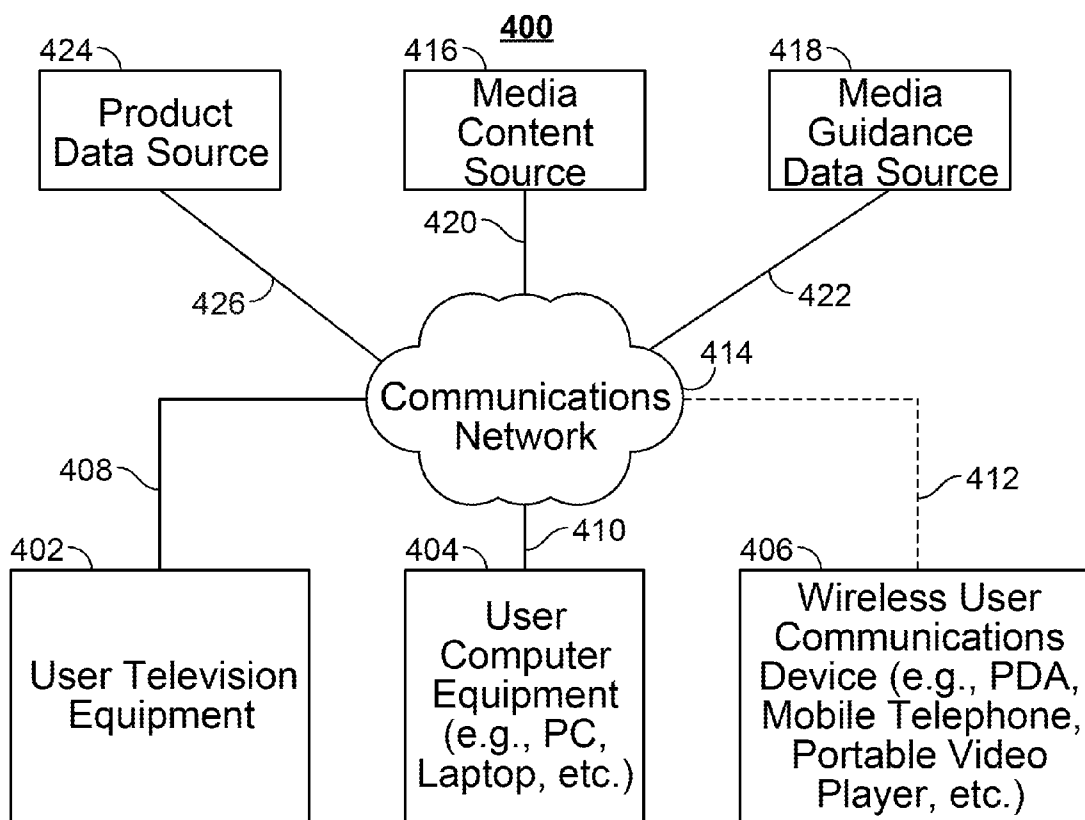 400
424
416
418
Product
Data Source
Media
Content
Source
Media
Guidance
Data Source
420
426
422
414
Communications
Network
408
412
410
402
404
406
User Television
Equipment
User
Computer
Equipment
(e.g., PC,
Laptop, etc.)
Wireless User
Communications
Device (e.g., PDA,
Mobile Telephone,
Portable Video
Player, etc.)